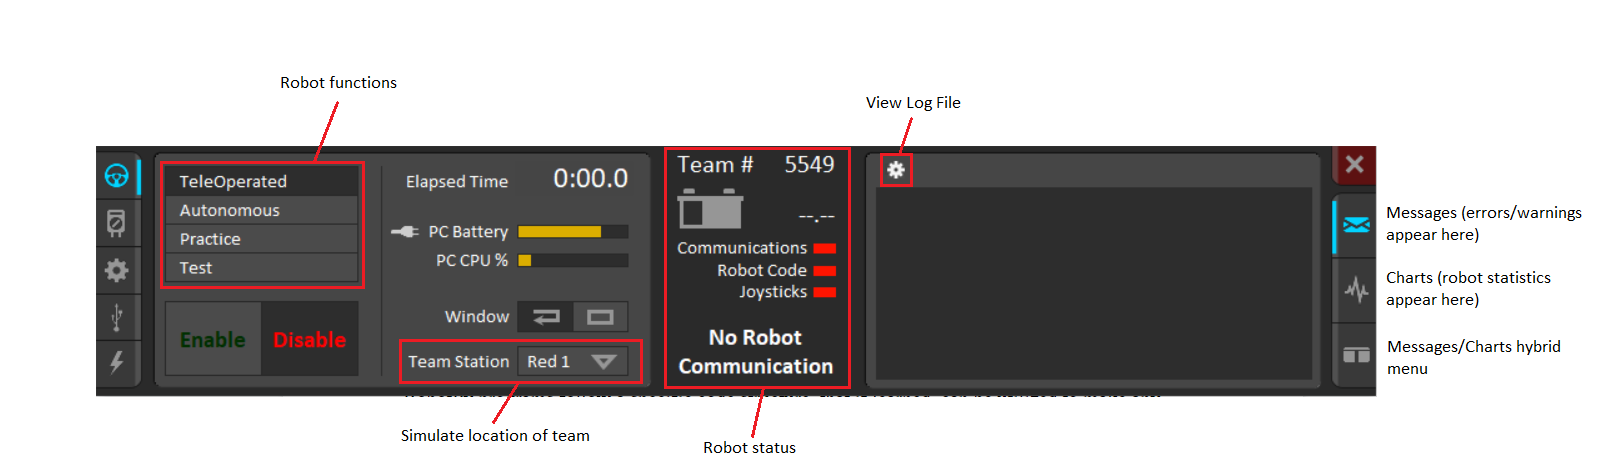 Robot functions
View Log File
TeleOperated
Autonomous
Practice
Test
Enable
Disable
Elapsed Time 0:00.0
PC Battery
PC CPU %
Window
Team Station Red 1
Team # 5549
--.--
Communications
Robot Code
Joysticks
No Robot
Communication
Messages (errors/warnings
appear here)
Charts (robot statistics
appear here)
Messages/Charts hybrid
menu
Simulate location of team
Robot status